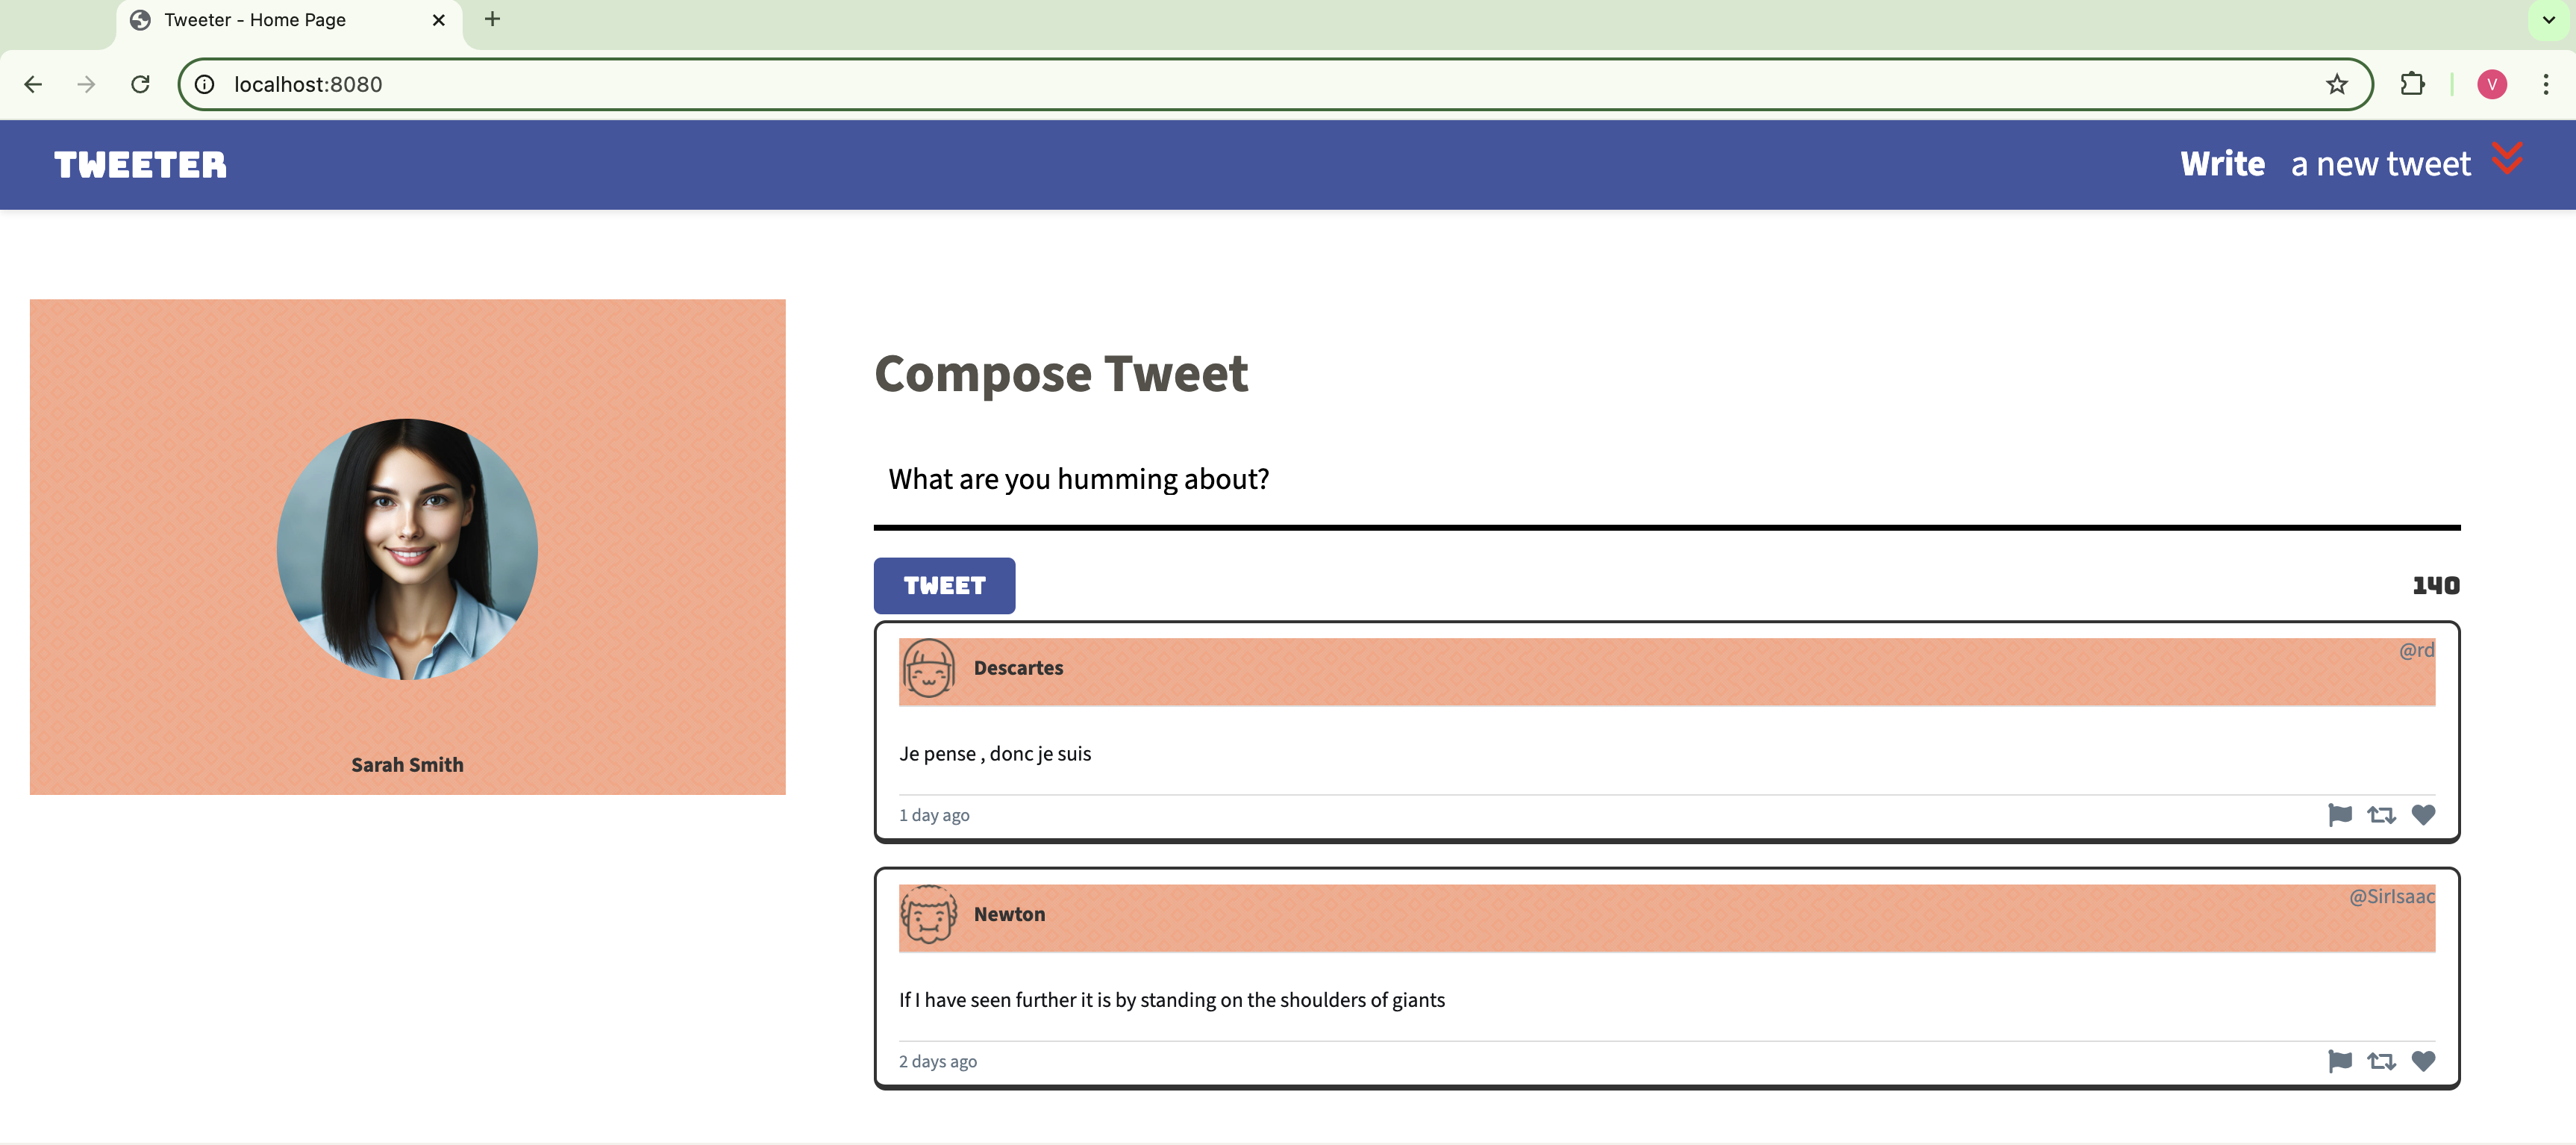 Tweeter - Home Page
localhost:8080
V
TWEETER
Write a new tweet
Sarah Smith
Compose Tweet
What are you humming about?
TWEET
140
Descartes
@rd
Je pense , donc je suis
1 day ago
Newton
@SirIsaac
If I have seen further it is by standing on the shoulders of giants
2 days ago